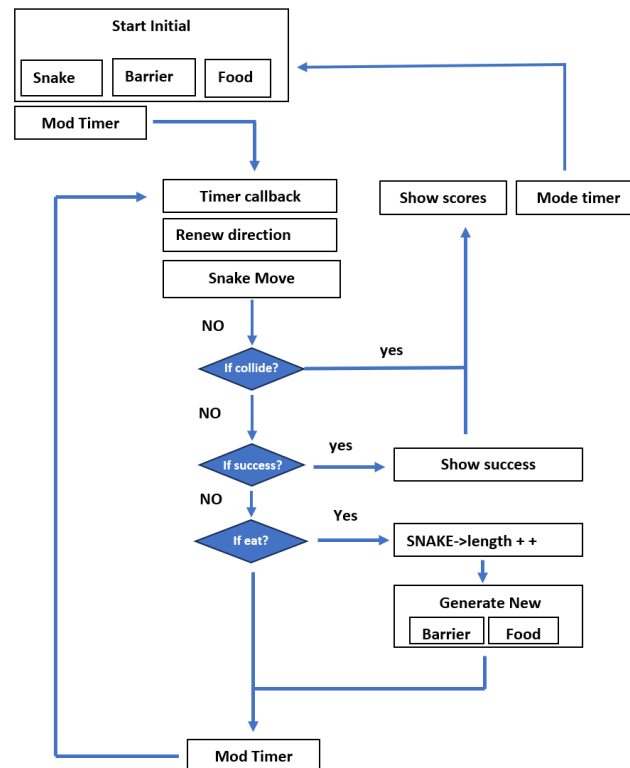 Start Initial
Snake Barrier Food
Mod Timer
Timer callback
Show scores Mode timer
Renew direction
Snake Move
NO
yes
If collide?
NO
yes
If success?
Show success
NO
Yes
If eat?
SNAKE->length + +
Generate New
Barrier Food
Mod Timer